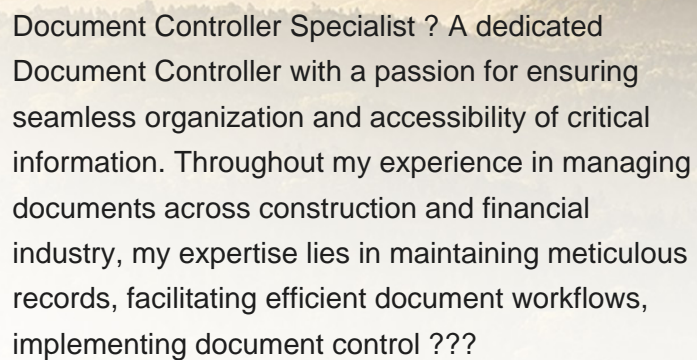 Document Controller Specialist ? A dedicated
Document Controller with a passion for ensuring
seamless organization and accessibility of critical
information. Throughout my experience in managing
documents across construction and financial
industry, my expertise lies in maintaining meticulous
records, facilitating efficient document workflows,
implementing document control ???